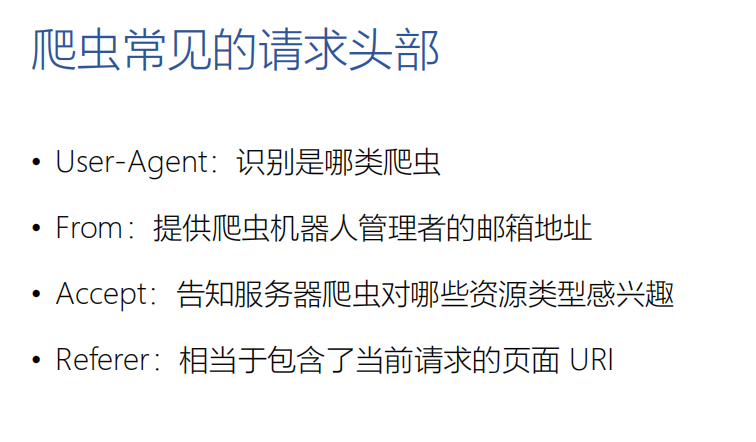 爬虫常见的请求头部
• User-Agent：识别是哪类爬虫
• From：提供爬虫机器人管理者的邮箱地址
• Accept：告知服务器爬虫对哪些资源类型感兴趣
• Referer：相当于包含了当前请求的页面 URI